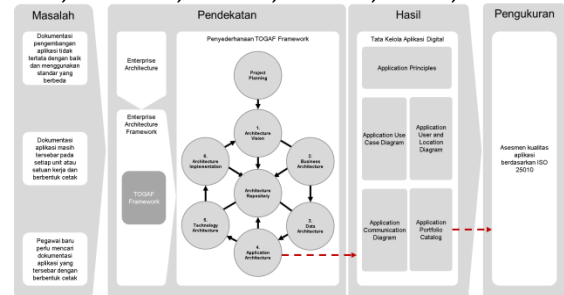 Masalah
Pendekatan
Hasil
Pengukuran
Dokumentasi
pengembangan
aplikasi tidak
tertata dengan baik
dan menggunakan
standar yang
berbeda
Dokumentasi
aplikasi masih
tersebar pada
setiap unit atau
satuan kerja dan
berbentuk cetak
Pegawai baru
perlu mencari
dokumentasi
aplikasi yang
tersebar dengan
berbentuk cetak
Enterprise
Architecture
Enterprise
Architecture
Framework
TOGAF
Framework
Penyederhanaan TOGAF Framework
Project
Planning
1.
Architecture
Vision
6.
Architecture
Implementation
2.
Business
Architecture
Architecture
Repository
5.
Technology
Architecture
3.
Data
Architecture
4.
Application
Architecture
Tata Kelola Aplikasi Digital
Application Principles
Application Use
Case Diagram
Application
User and
Location
Diagram
Application
Communication
Diagram
Application
Portfolio
Catalog
Asesmen kualitas
aplikasi
berdasarkan ISO
25010